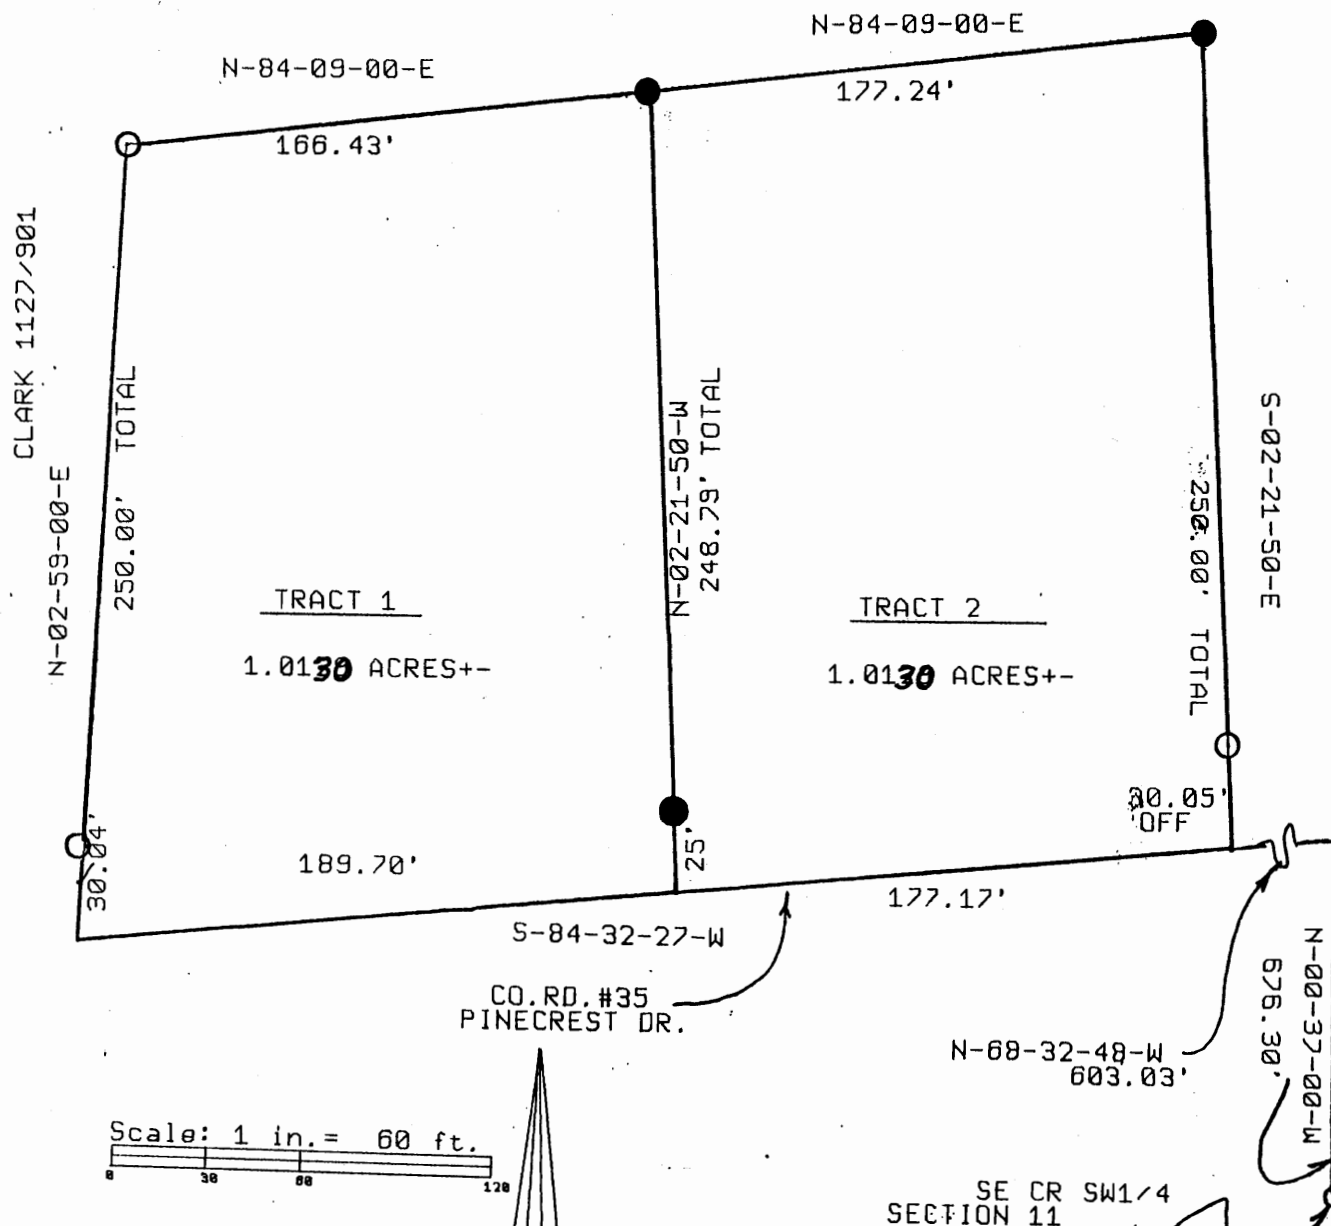 N-84-09-00-E
N-84-09-00-E
177.24'
166.43'
CLARK 1127/901
N-02-59-00-E
250.00' TOTAL
N-02-21-50-W
248.79' TOTAL
S-02-21-50-E
250.00' TOTAL
TRACT 1
1.0130 ACRES+-
TRACT 2
1.0130 ACRES+-
30.04'
189.70'
25'
30.05'
OFF
177.17'
S-84-32-27-W
CO.RD.#35
PINECREST DR.
N-68-32-48-W
603.03'
N-00-37-00-W
676.30'
Scale: 1 in.= 60 ft.
0 30 60 120
SE CR SW1/4
SECTION 11